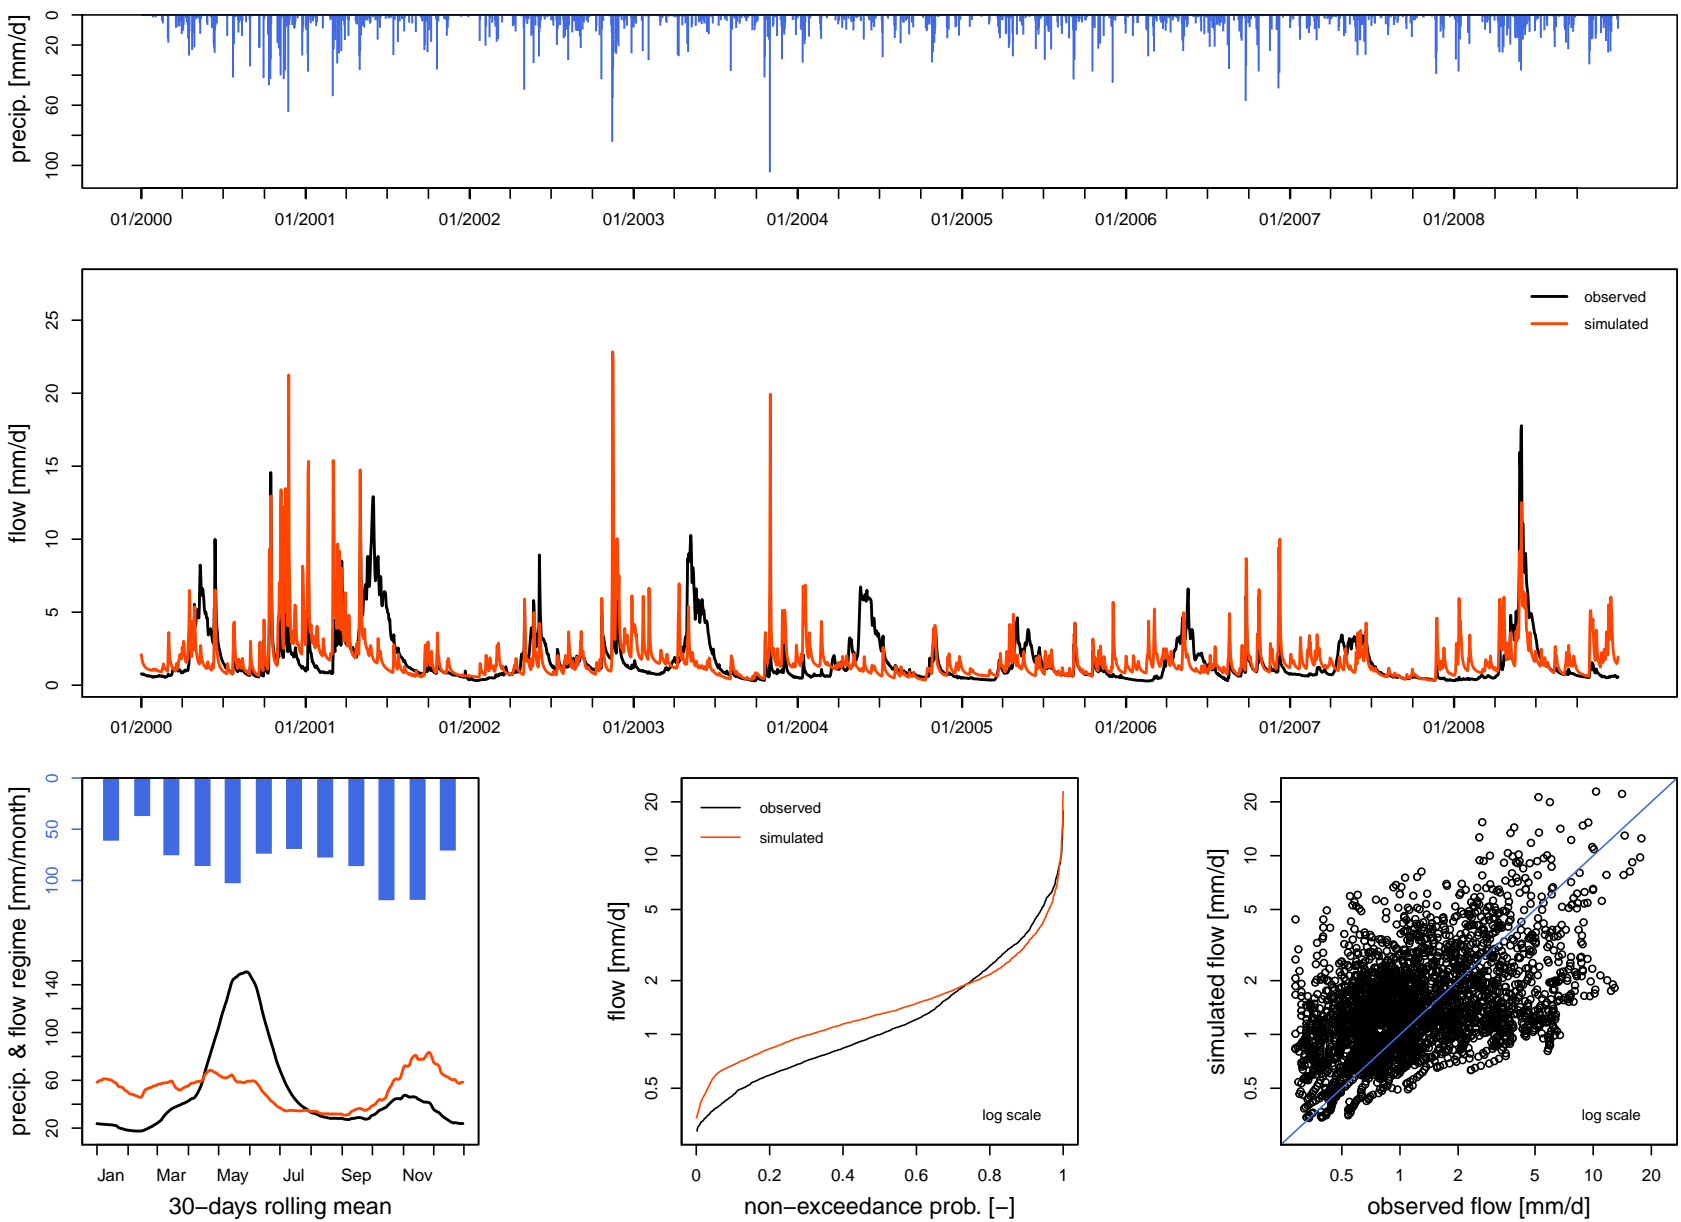 precip. [mm/d]
0
20
60
100
01/2000 01/2001 01/2002 01/2003 01/2004 01/2005 01/2006 01/2007 01/2008
flow [mm/d]
25
20
15
10
5
0
observed
simulated
01/2000 01/2001 01/2002 01/2003 01/2004 01/2005 01/2006 01/2007 01/2008
precip. & flow regime [mm/month]
0
50
100
140
100
60
20
Jan Mar May Jul Sep Nov
30−days rolling mean
flow [mm/d]
20
10
5
2
1
0.5
observed
simulated
log scale
0 0.2 0.4 0.6 0.8 1
non−exceedance prob. [−]
simulated flow [mm/d]
20
10
5
2
1
0.5
log scale
0.5 1 2 5 10 20
observed flow [mm/d]